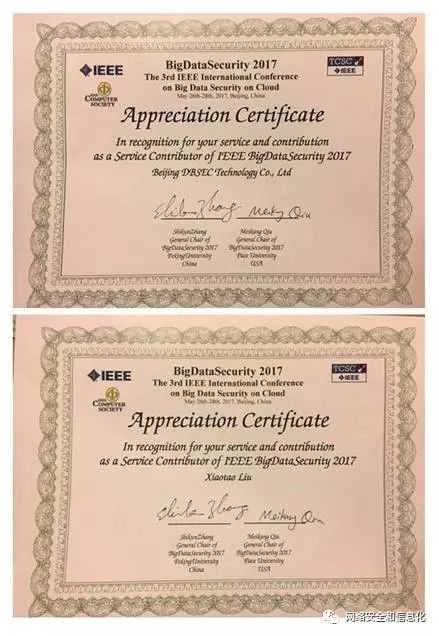 IEEE
BigDataSecurity 2017
TCSC
IEEE
The 3rd IEEE International Conference
on Big Data Security on Cloud
May 26th-28th, 2017, Beijing, China
IEEE
COMPUTER
SOCIETY
Appreciation Certificate
In recognition for your service and contribution
as a Service Contributor of IEEE BigDataSecurity 2017
Beijing DBSEC Technology Co., Ltd
Meikang Qiu
ShikunZhang
Meikang Qiu
General Chair of
General Chair of
BigDataSecurity 2017
BigDataSecurity 2017
PekingUniversity
Pace University
China
USA
IEEE
BigDataSecurity 2017
TCSC
IEEE
The 3rd IEEE International Conference
on Big Data Security on Cloud
May 26th-28th, 2017, Beijing, China
IEEE
COMPUTER
SOCIETY
Appreciation Certificate
In recognition for your service and contribution
as a Service Contributor of IEEE BigDataSecurity 2017
Xiaotao Liu
Meikang Qiu
ShikunZhang
Meikang Qiu
General Chair of
General Chair of
BigDataSecurity 2017
BigDataSecurity 2017
PekingUniversity
Pace University
China
USA
网络安全和信息化